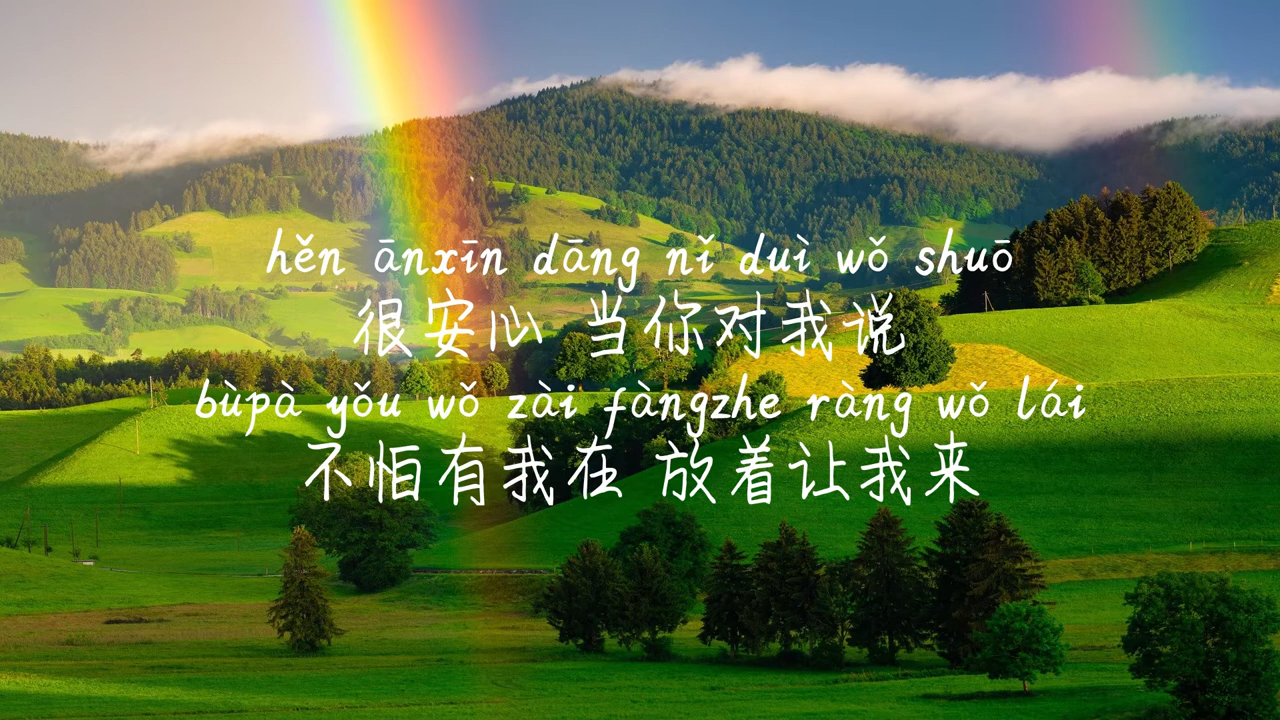 hěn ānxīn dāng nǐ duì wǒ shuō
很安心 当你对我说
bùpà yǒu wǒ zài fàngzhe ràng wǒ lái
不怕有我在 放着让我来